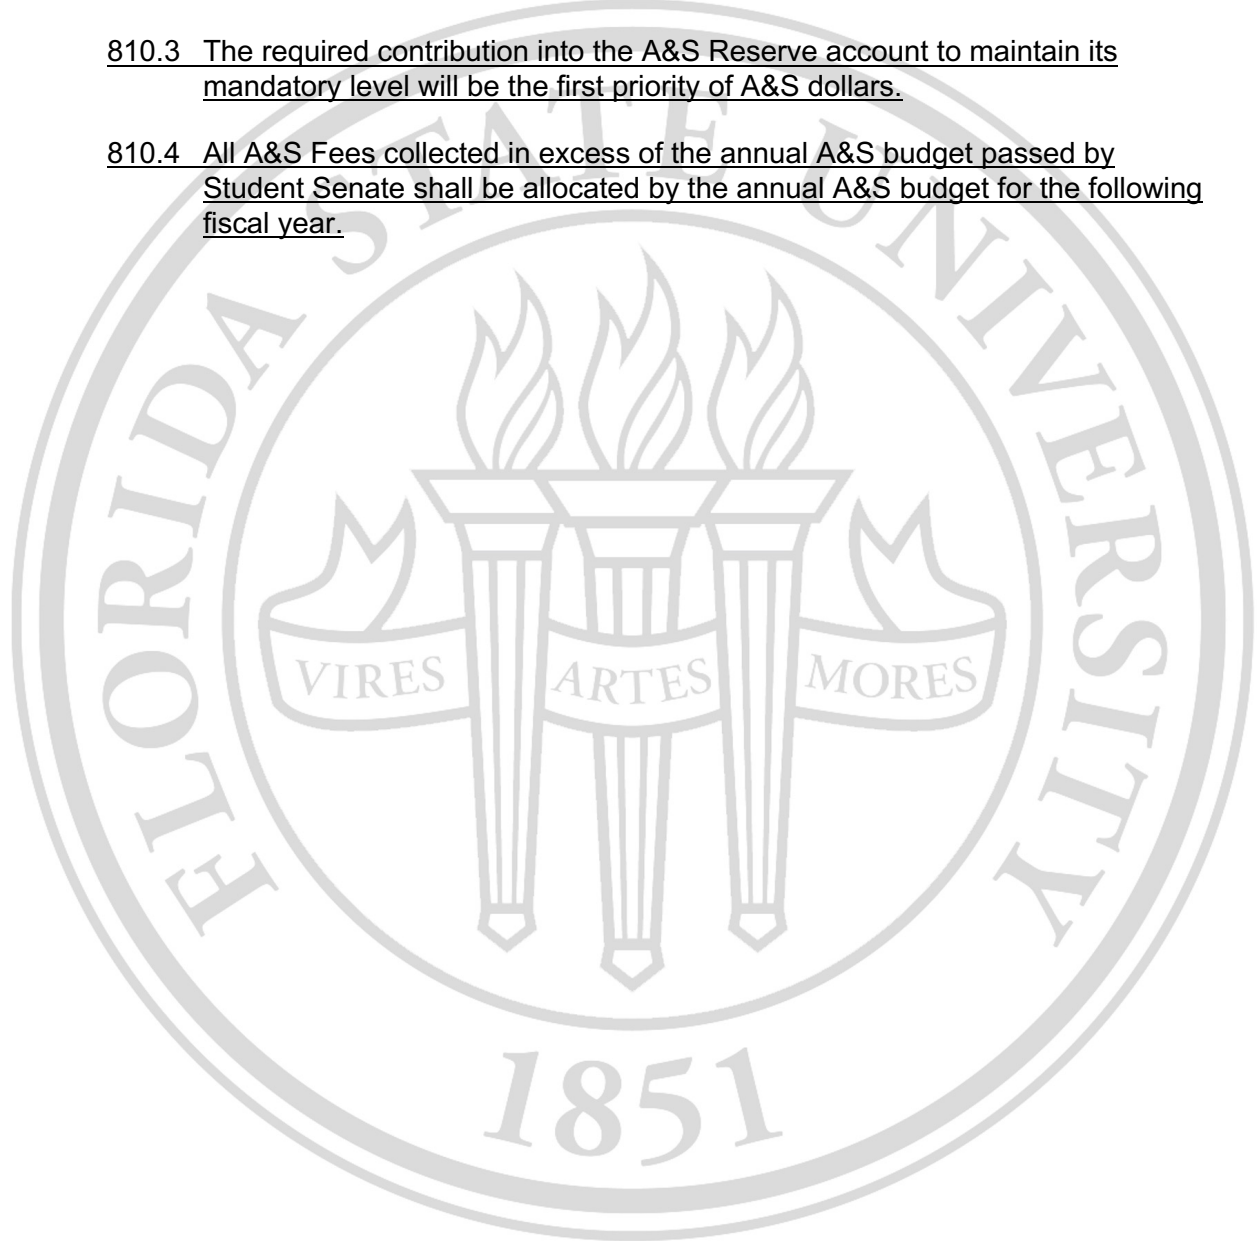 810.3 The required contribution into the A&S Reserve account to maintain its
mandatory level will be the first priority of A&S dollars.
810.4 All A&S Fees collected in excess of the annual A&S budget passed by
Student Senate shall be allocated by the annual A&S budget for the following
fiscal year.
FLORIDA STATE UNIVERSITY
VIRES ARTES MORES
1851